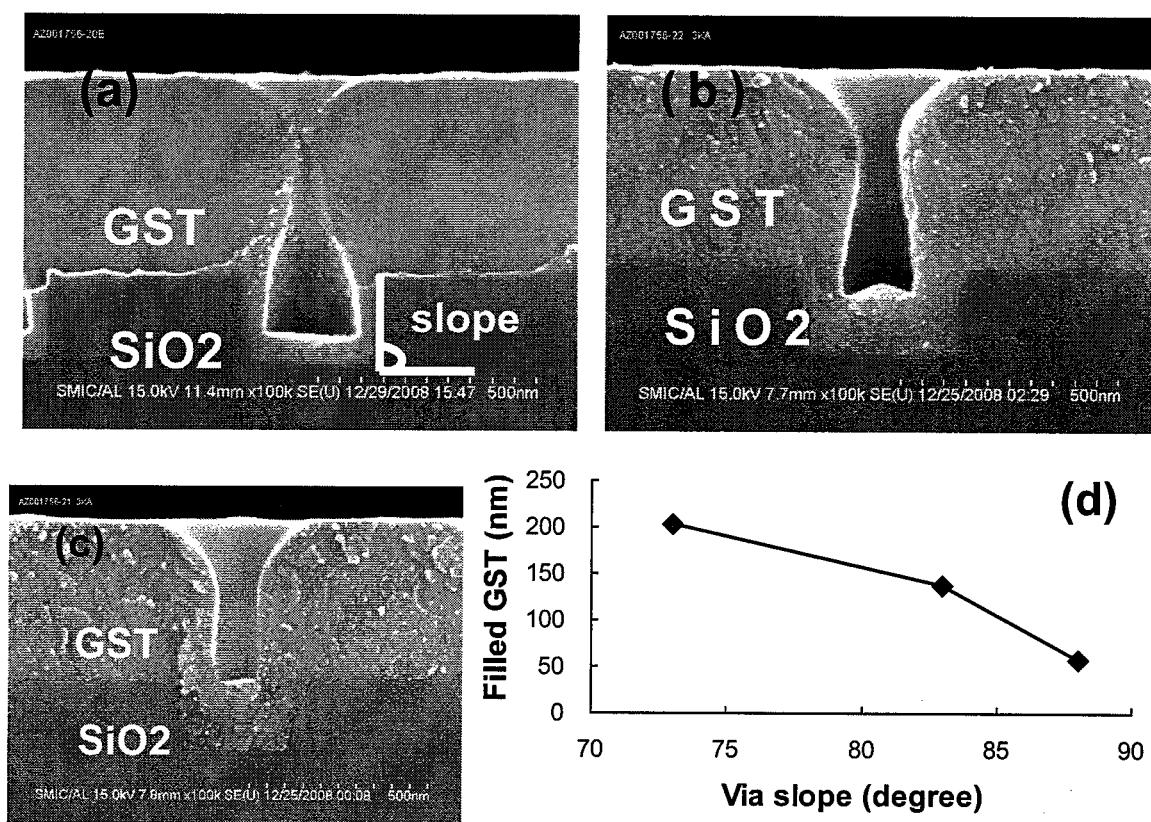 AZ001756-20E
(a)
GST
slope
SiO2
SMIC/AL 15.0kV 11.4mm x100k SE(U) 12/29/2008 15:47 500nm
AZ001756-22 3KA
(b)
GST
SiO2
SMIC/AL 15.0kV 7.7mm x100k SE(U) 12/25/2008 02:29 500nm
AZ001756-21 3KA
(c)
GST
SiO2
SMIC/AL 15.0kV 7.8mm x100k SE(U) 12/25/2008 00:08 500nm
(d)
Filled GST (nm)
250
200
150
100
50
0
70 75 80 85 90
Via slope (degree)